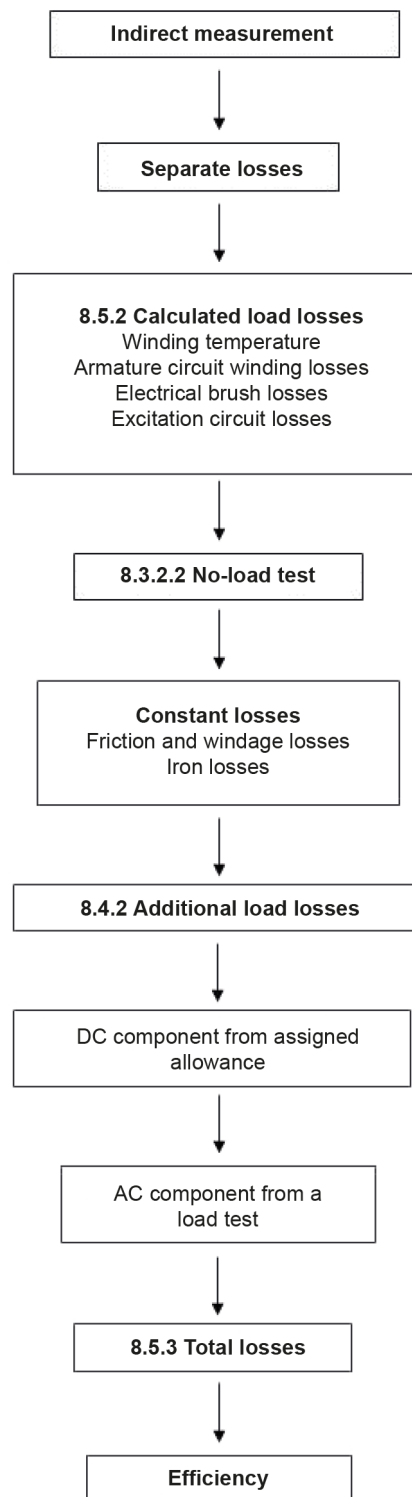 Indirect measurement
Separate losses
8.5.2 Calculated load losses
Winding temperature
Armature circuit winding losses
Electrical brush losses
Excitation circuit losses
8.3.2.2 No-load test
Constant losses
Friction and windage losses
Iron losses
8.4.2 Additional load losses
DC component from assigned
allowance
AC component from a
load test
8.5.3 Total losses
Efficiency